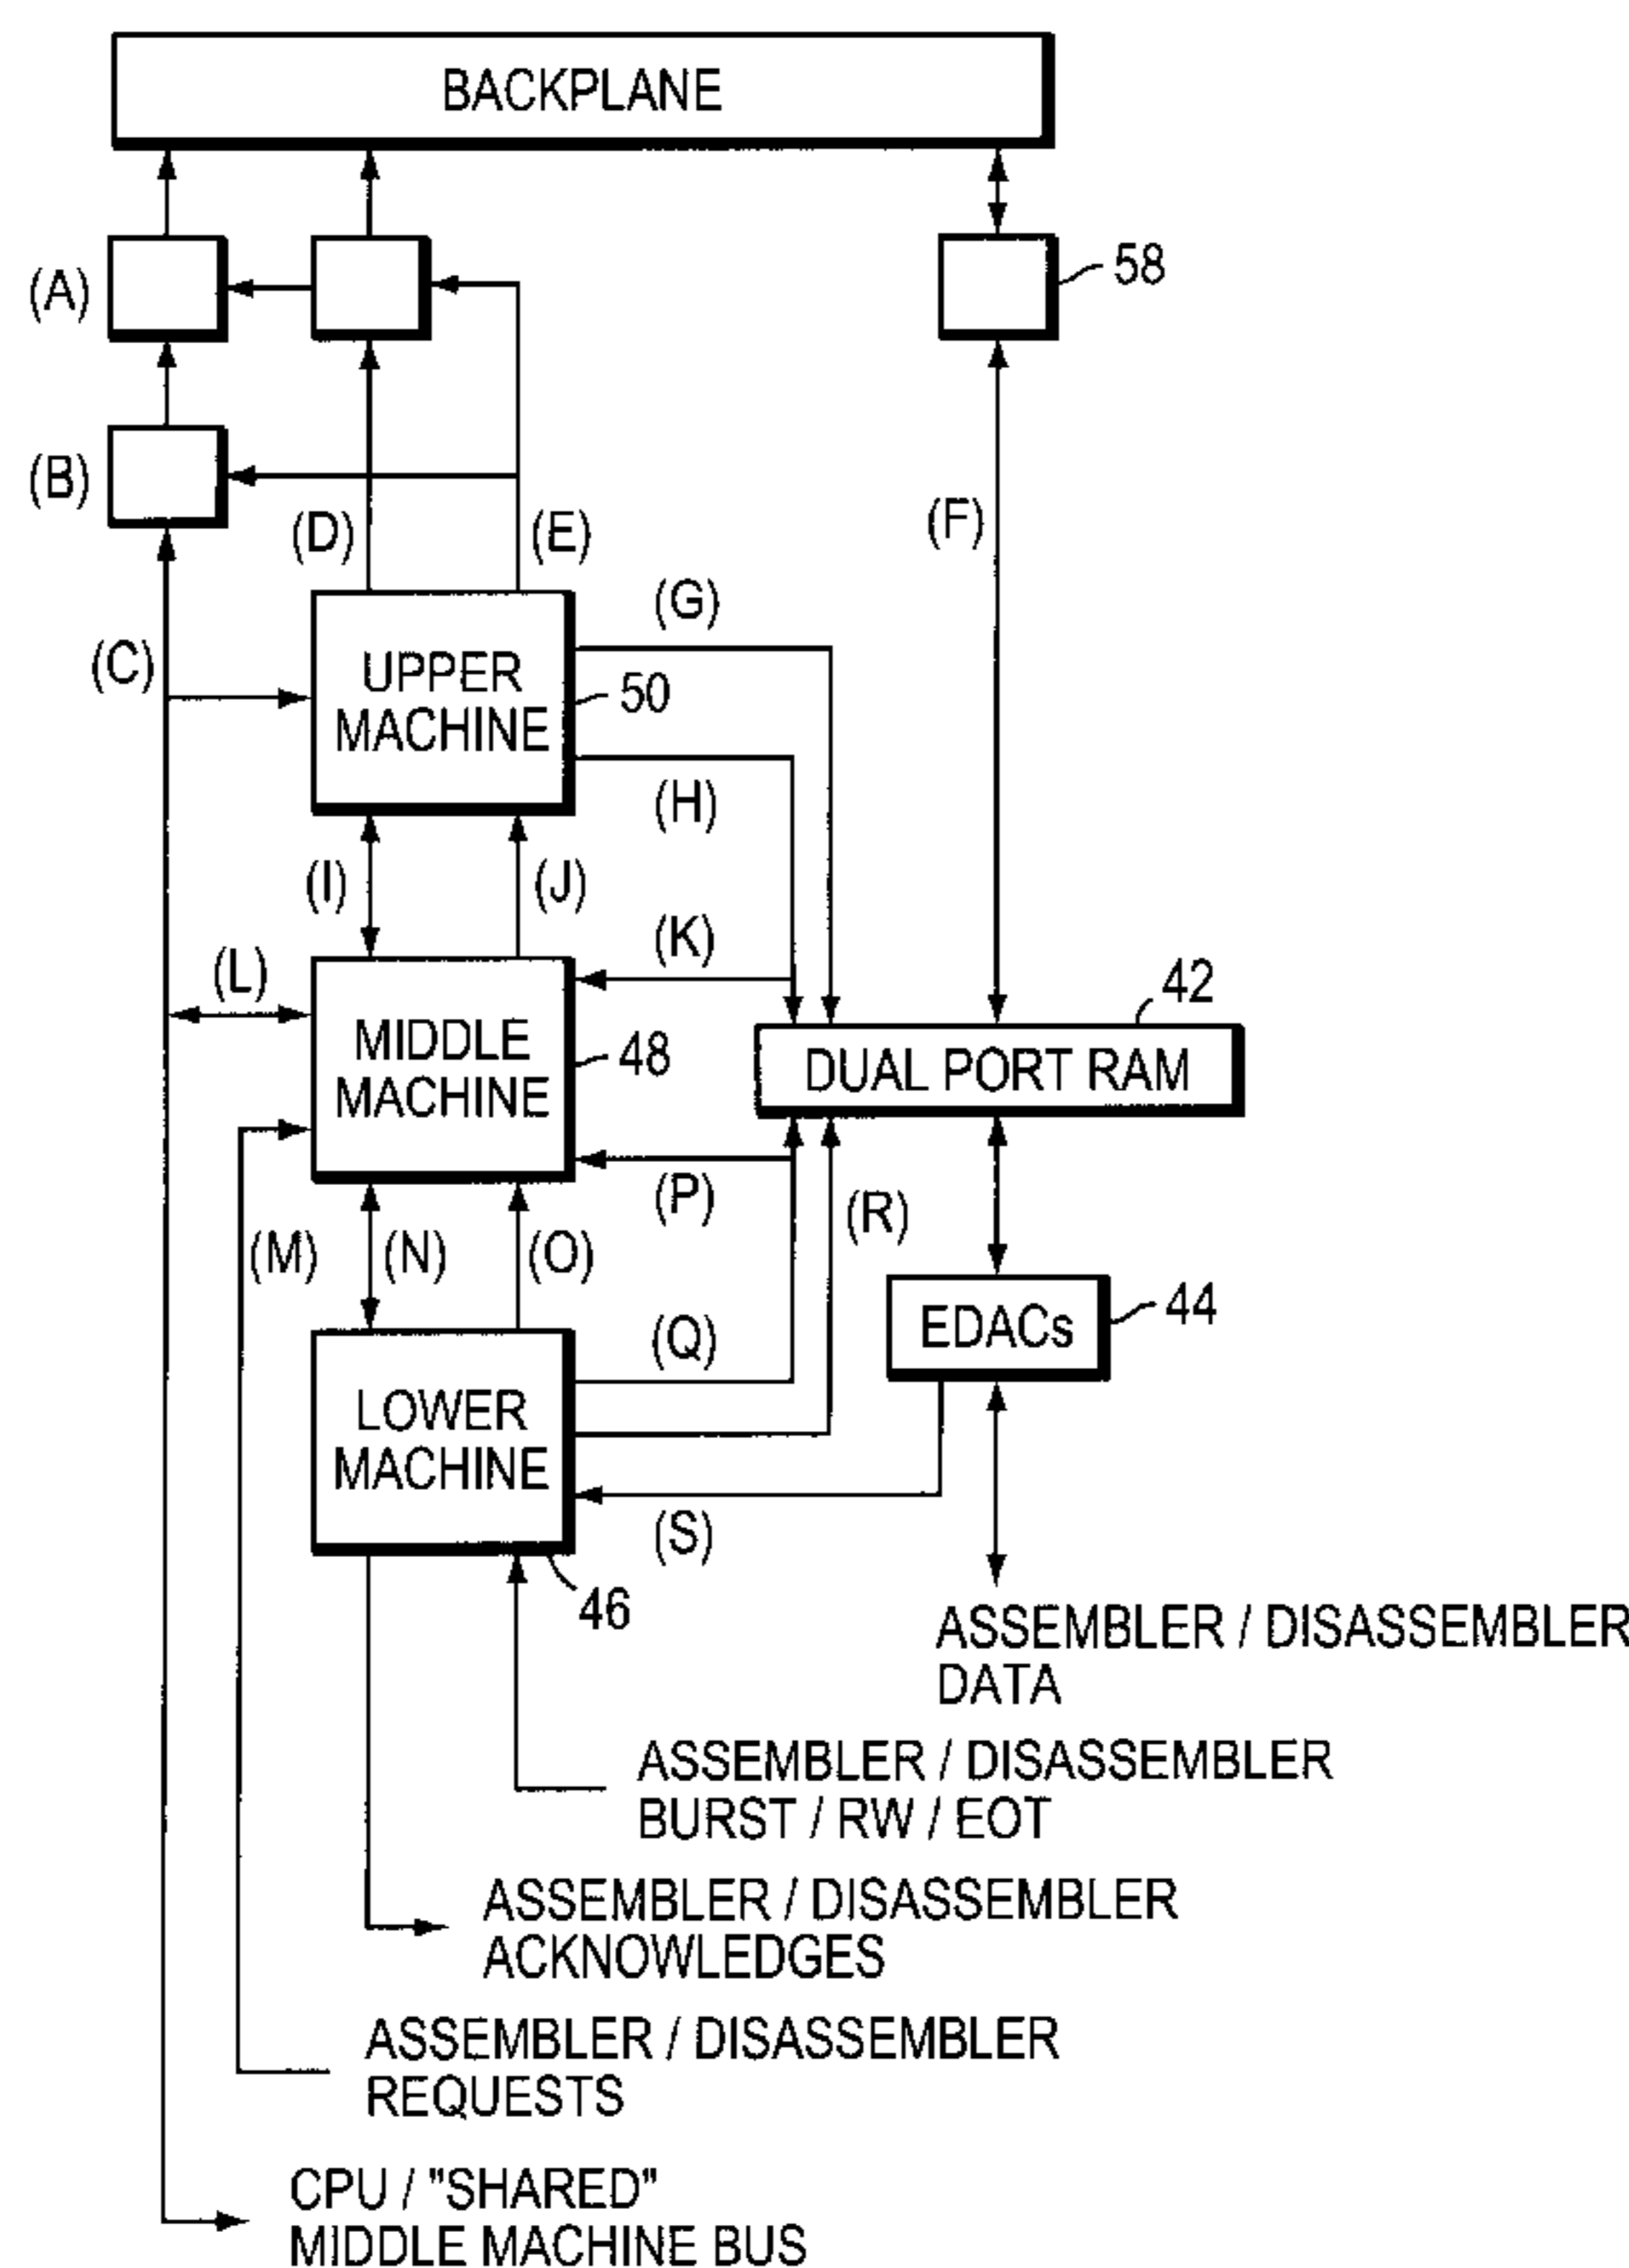 BACKPLANE
(A)
58
(B)
(D)
(E)
(F)
(C)
(G)
UPPER
MACHINE
50
(H)
(I)
(J)
(K)
(L)
42
MIDDLE
MACHINE
48
DUAL PORT RAM
(P)
(R)
(M)
(N)
(O)
EDACs
44
(Q)
LOWER
MACHINE
(S)
46
ASSEMBLER / DISASSEMBLER
DATA
ASSEMBLER / DISASSEMBLER
BURST / RW / EOT
ASSEMBLER / DISASSEMBLER
ACKNOWLEDGES
ASSEMBLER / DISASSEMBLER
REQUESTS
CPU / "SHARED"
MIDDLE MACHINE BUS